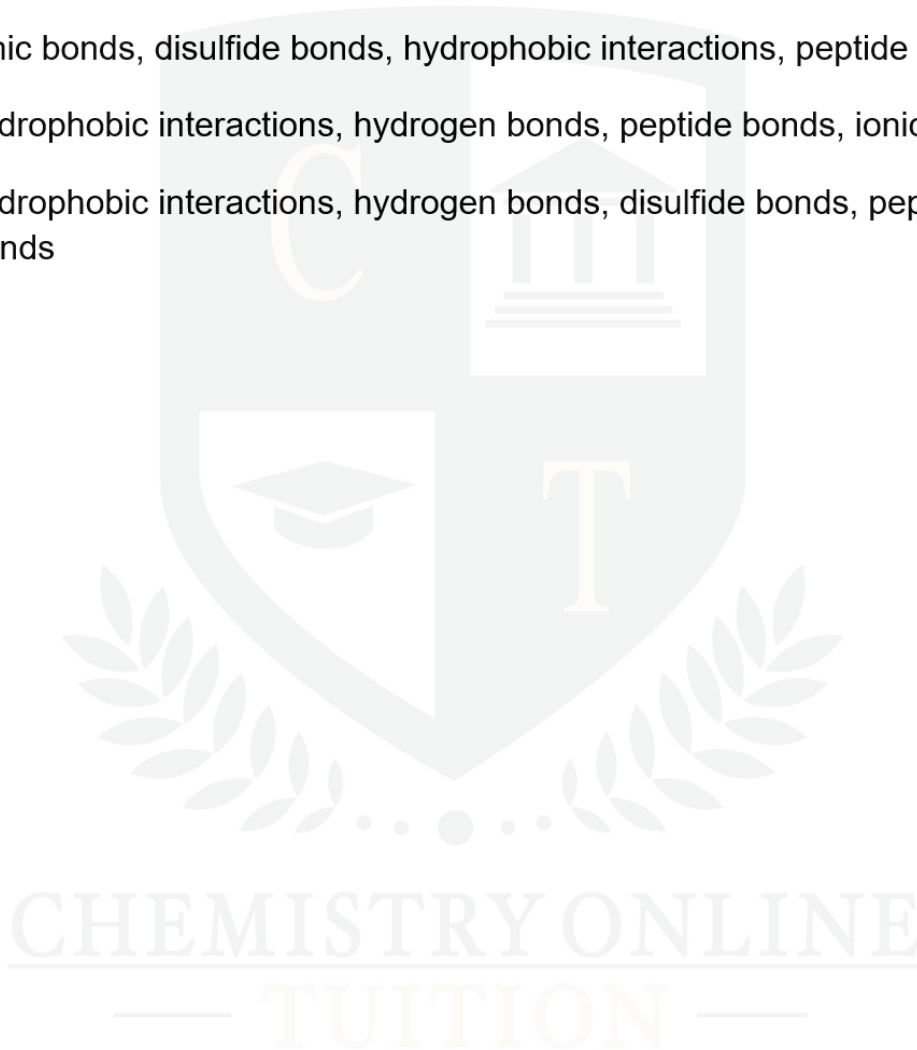 nic bonds, disulfide bonds, hydrophobic interactions, peptide
drophobic interactions, hydrogen bonds, peptide bonds, ionic
drophobic interactions, hydrogen bonds, disulfide bonds, pep
nds
C
T
CHEMISTRY ONLINE
TUITION